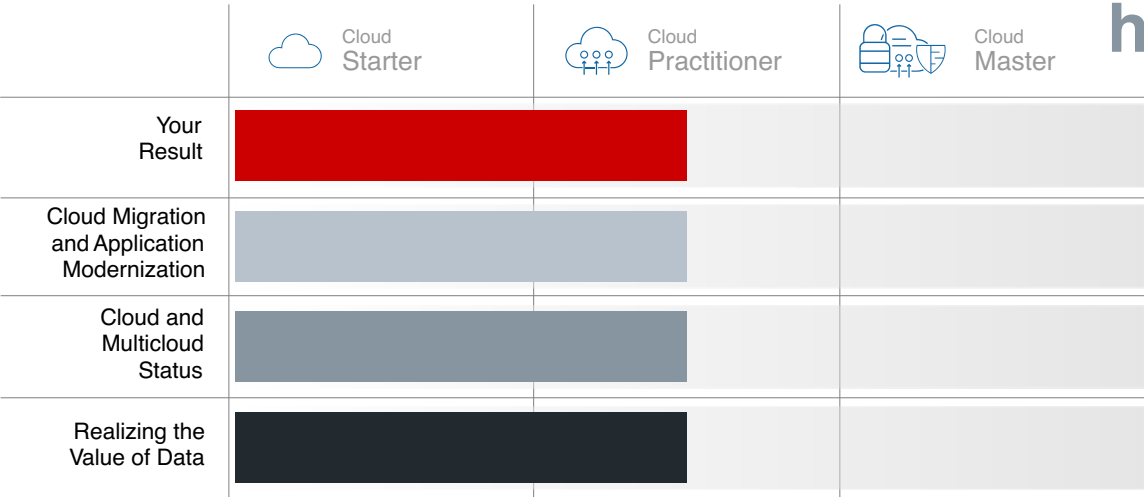 Cloud
Starter
Cloud
Practitioner
Cloud
Master
h
Your
Result
Cloud Migration
and Application
Modernization
Cloud and
Multicloud
Status
Realizing the
Value of Data